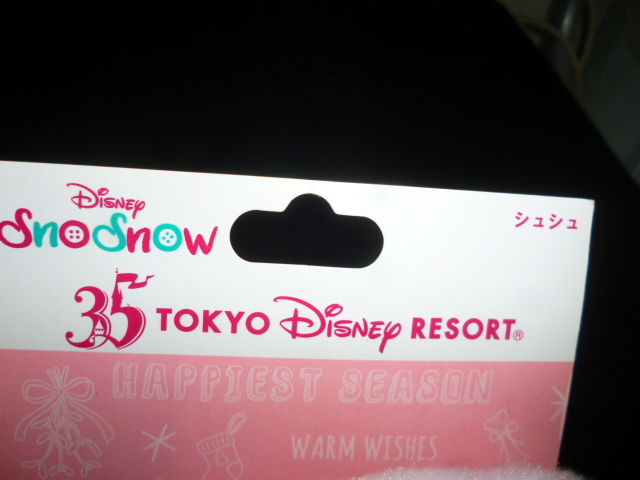 Disney
SnoSnow
シュシュ
35 TOKYO Disney RESORT®
HAPPIEST SEASON
WARM WISHES